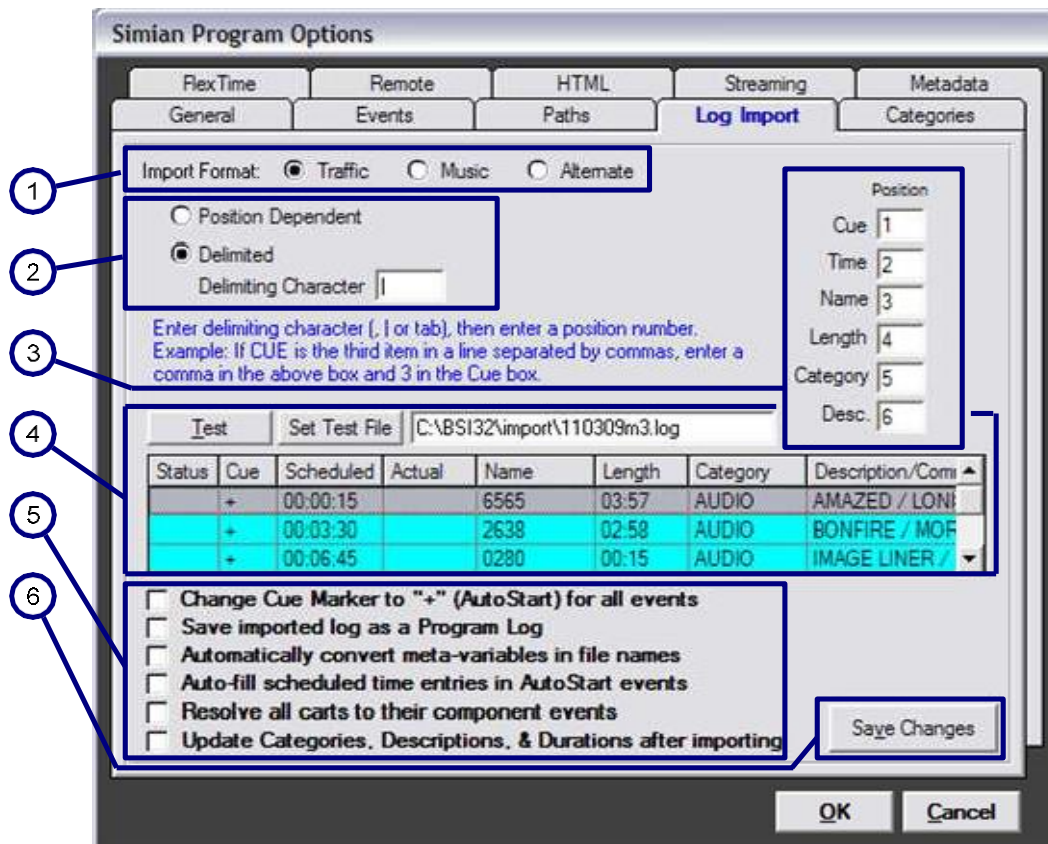 Simian Program Options
FlexTime Remote HTML Streaming Metadata
General Events Paths Log Import Categories
1 Import Format: Traffic Music Alternate
Position
2 Position Dependent
Delimited
Delimiting Character |
Cue 1
Time 2
Name 3
Length 4
Category 5
Desc. 6
3 Enter delimiting character (, | or tab), then enter a position number.
Example: If CUE is the third item in a line separated by commas, enter a
comma in the above box and 3 in the Cue box.
4 Test Set Test File C:\BSI32\import\110309m3.log
Status Cue Scheduled Actual Name Length Category Description/Com
+ 00:00:15 6565 03:57 AUDIO AMAZED / LON
+ 00:03:30 2638 02:58 AUDIO BONFIRE / MOR
+ 00:06:45 0280 00:15 AUDIO IMAGE LINER /
5 Change Cue Marker to "+" (AutoStart) for all events
6 Save imported log as a Program Log
Automatically convert meta-variables in file names
Auto-fill scheduled time entries in AutoStart events
Resolve all carts to their component events
Update Categories, Descriptions, & Durations after importing
Save Changes
OK Cancel